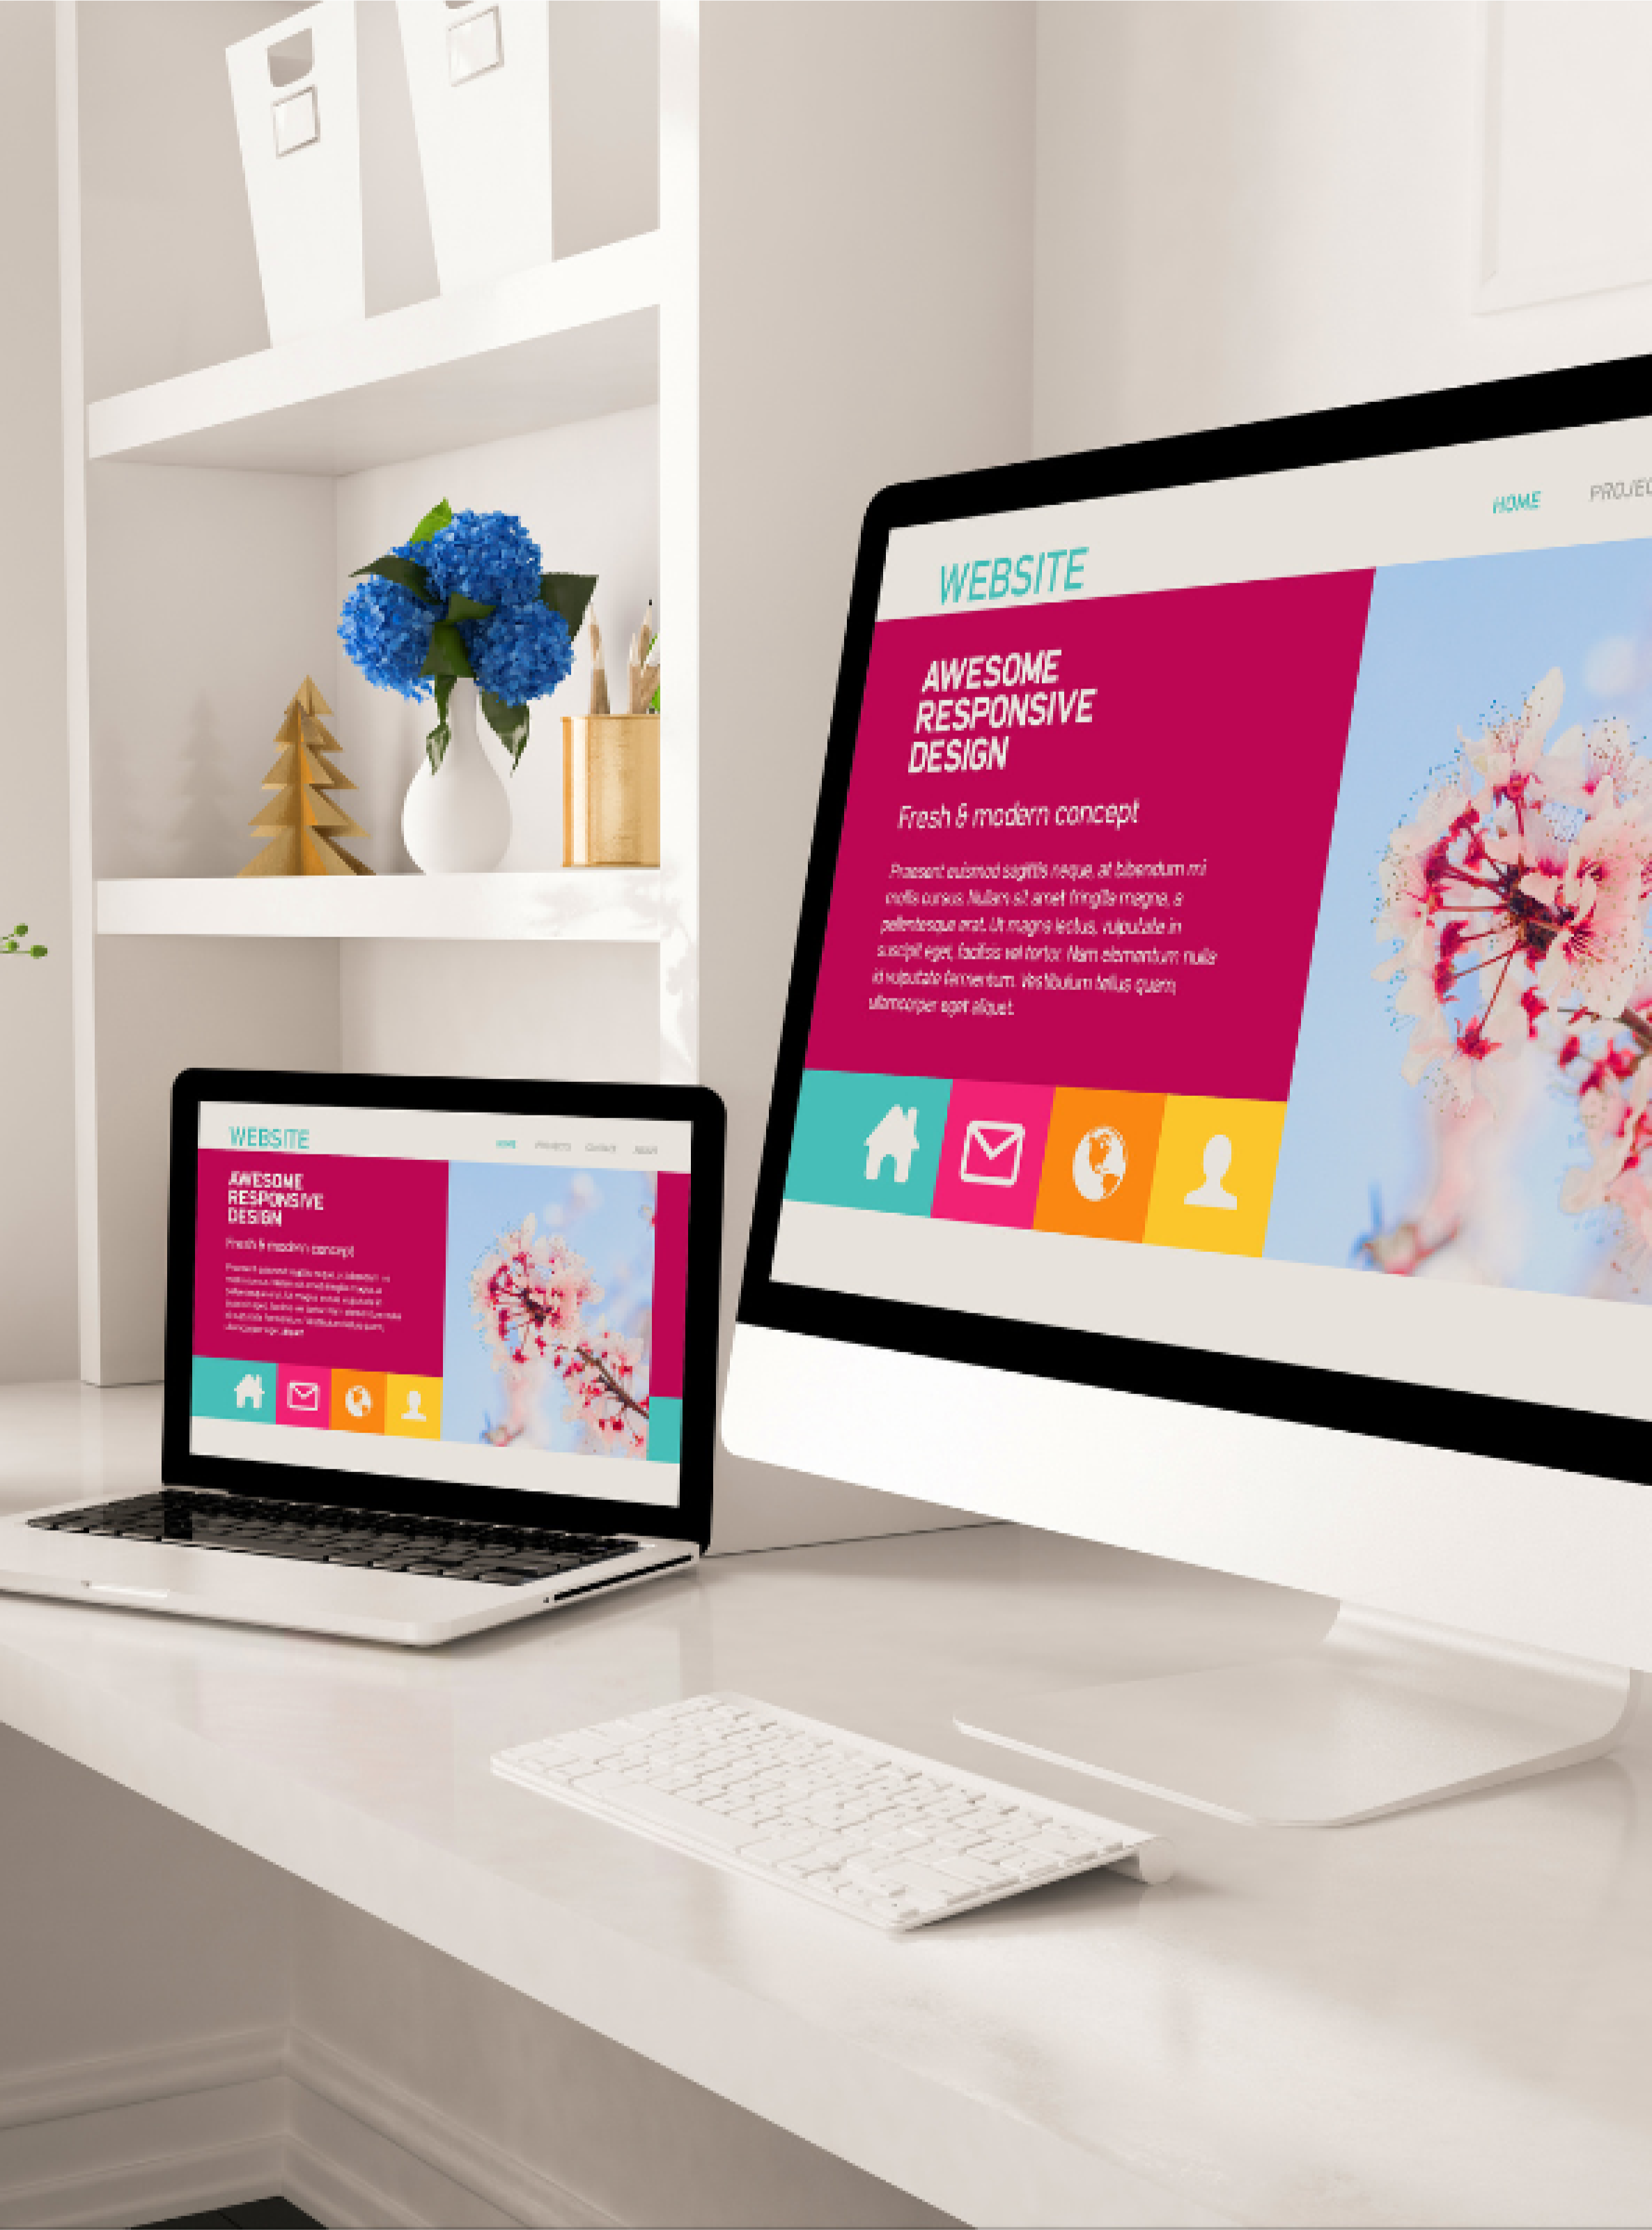 HOME
WEBSITE
AWESOME
RESPONSIVE
DESIGN
Fresh & modern concept
Praesent euismod sagittis neque, at bibendum mi
mollis cursus. Nullam sit amet fringilla magna, a
pellentesque erat. Ut magna lectus, vulputate in
suscipit eget, facilisis vel tortor. Nam elementum nulla
id vulputate fermentum. Vestibulum tellus quam,
ullamcorper eget aliquet.
WEBSITE
HOME PROJECTS CONTACT ABOUT
AWESOME
RESPONSIVE
DESIGN
Fresh & modern concept